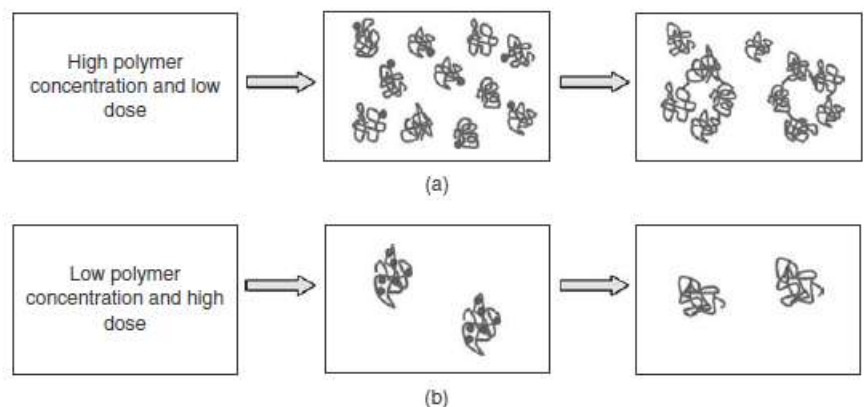 High polymer
concentration and low
dose
(a)
Low polymer
concentration and high
dose
(b)